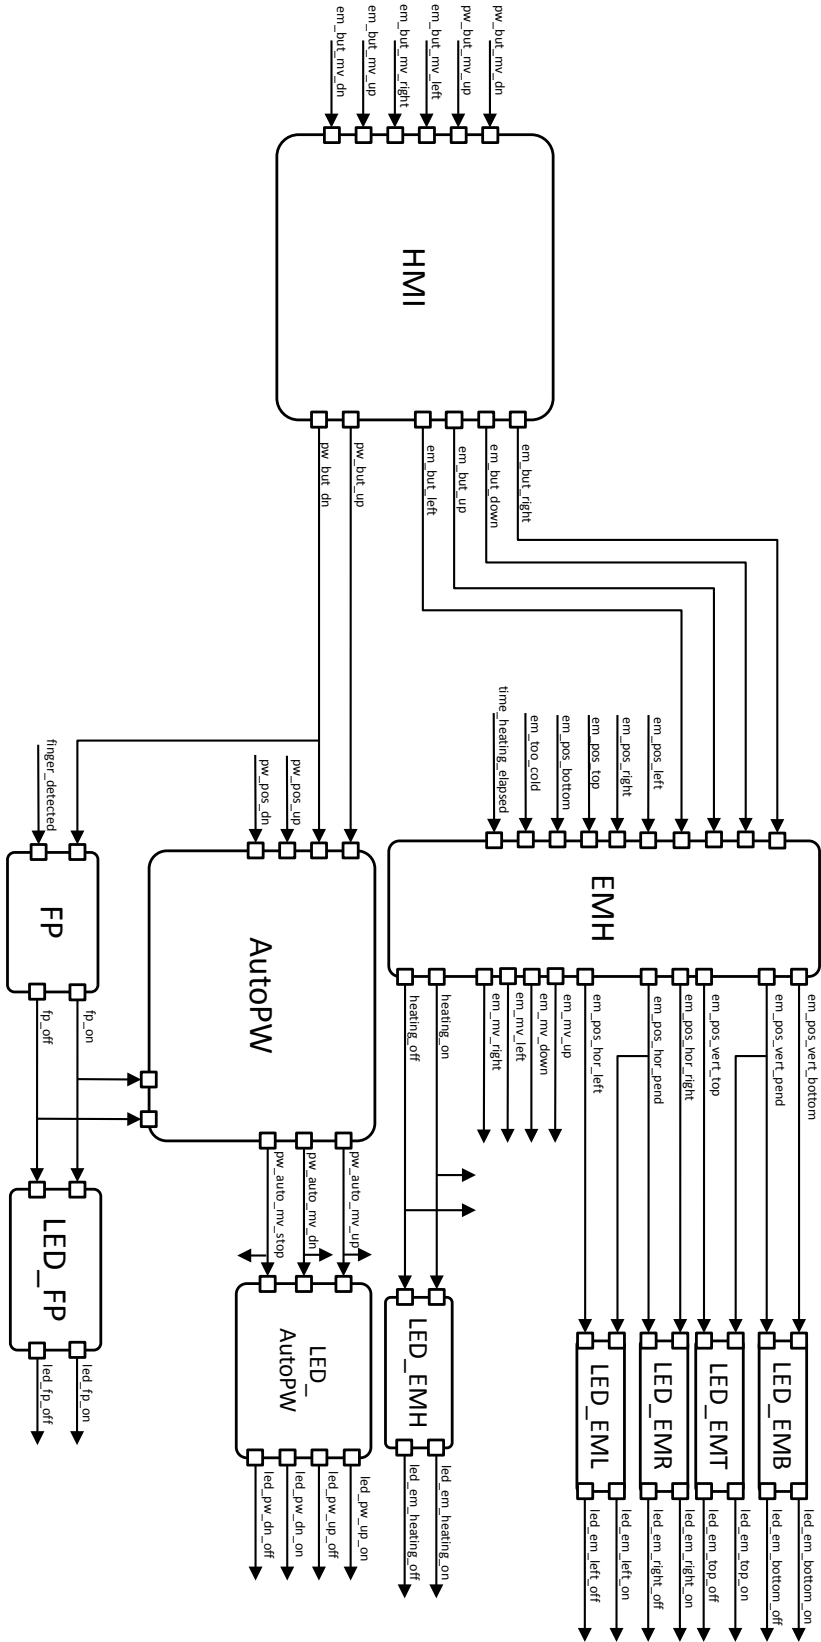 em_but_mv_dn
em_but_mv_up
em_but_mv_right
em_but_mv_left
pw_but_mv_up
pw_but_mv_dn
HMI
pw_but_dn
pw_but_up
em_but_left
em_but_up
em_but_down
em_but_right
time_heating_elapsed
em_too_cold
em_pos_bottom
em_pos_top
em_pos_right
em_pos_left
finger_detected
pw_pos_dn
pw_pos_up
EMH
FP
AutoPW
heating_off
heating_on
em_mv_right
em_mv_left
em_mv_down
em_mv_up
em_pos_hor_left
em_pos_hor_pend
em_pos_hor_right
em_pos_vert_top
em_pos_vert_pend
em_pos_vert_bottom
fp_off
fp_on
pw_auto_mv_stop
pw_auto_mv_dn
pw_auto_mv_up
LED_FP
LED_
AutoPW
LED_EMH
LED_EML
LED_EMR
LED_EMT
LED_EMB
led_fp_off
led_fp_on
led_pw_dn_off
led_pw_dn_on
led_pw_up_off
led_pw_up_on
led_em_heating_off
led_em_heating_on
led_em_left_off
led_em_left_on
led_em_right_off
led_em_right_on
led_em_top_off
led_em_top_on
led_em_bottom_off
led_em_bottom_on